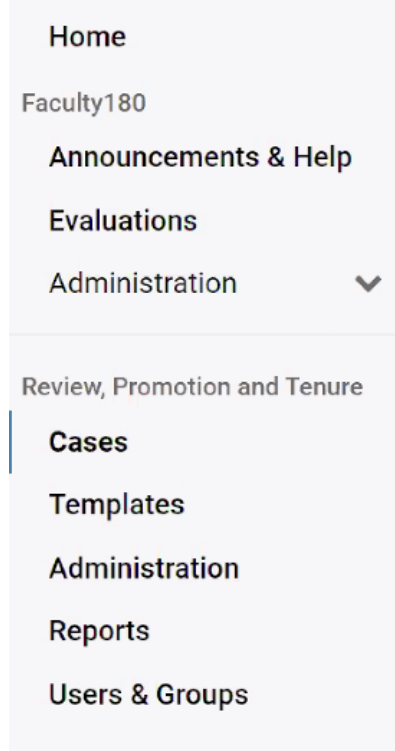 Home
Faculty180
Announcements & Help
Evaluations
Administration
Review, Promotion and Tenure
Cases
Templates
Administration
Reports
Users & Groups